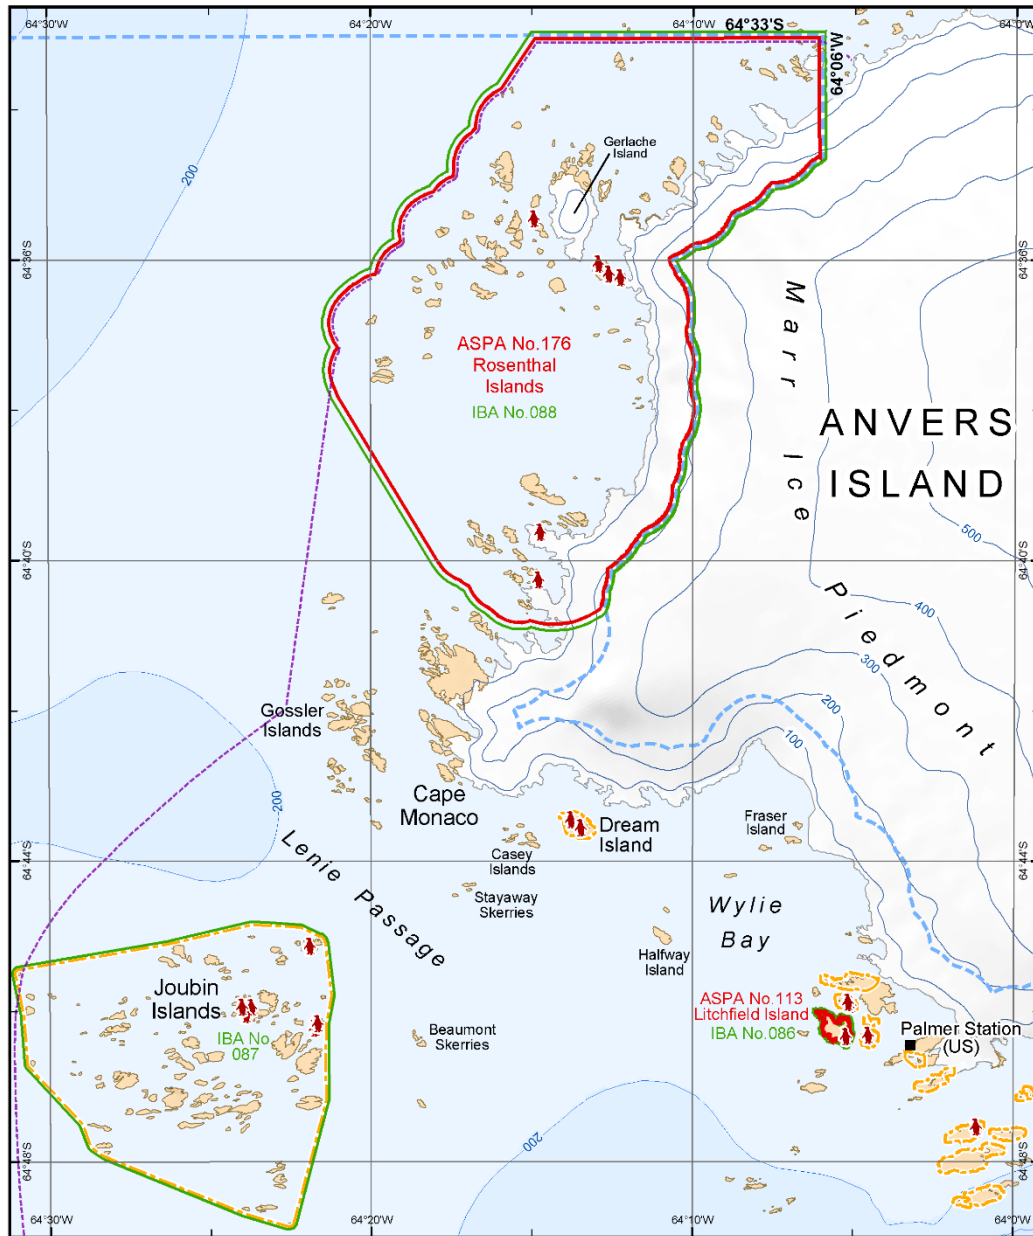 64°30'W
64°20'W
64°10'W
64°0'W
64°33'S
64°06'W
200
Gerlache
Island
64°36'S
64°36'S
ASPA No.176
Rosenthal
Islands
IBA No.088
Marr Ice
Piedmont
ANVERS
ISLAND
500
64°40'S
64°40'S
400
300
200
100
Gossler
Islands
200
Cape
Monaco
Dream
Island
Fraser
Island
Casey
Islands
64°44'S
64°44'S
Lenie Passage
Stayaway
Skerries
Wylie
Bay
Halfway
Island
Joubin
Islands
IBA No.
087
ASPA No.113
Litchfield Island
IBA No.086
Palmer Station
(US)
Beaumont
Skerries
200
64°48'S
64°48'S
64°30'W
64°20'W
64°10'W
64°0'W